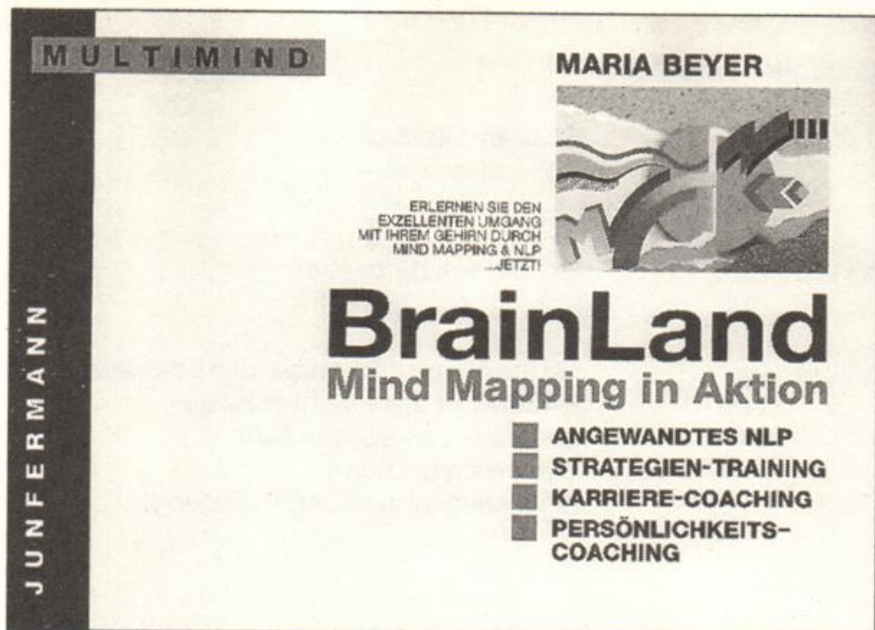 MULTIMIND
MARIA BEYER
ERLERNEN SIE DEN
EXZELLENTEN UMGANG
MIT IHREM GEHIRN DURCH
MIND MAPPING & NLP
...JETZT!
BrainLand
Mind Mapping in Aktion
ANGEWANDTES NLP
STRATEGIEN-TRAINING
KARRIERE-COACHING
PERSÖNLICHKEITS-
COACHING
JUNFERMANN